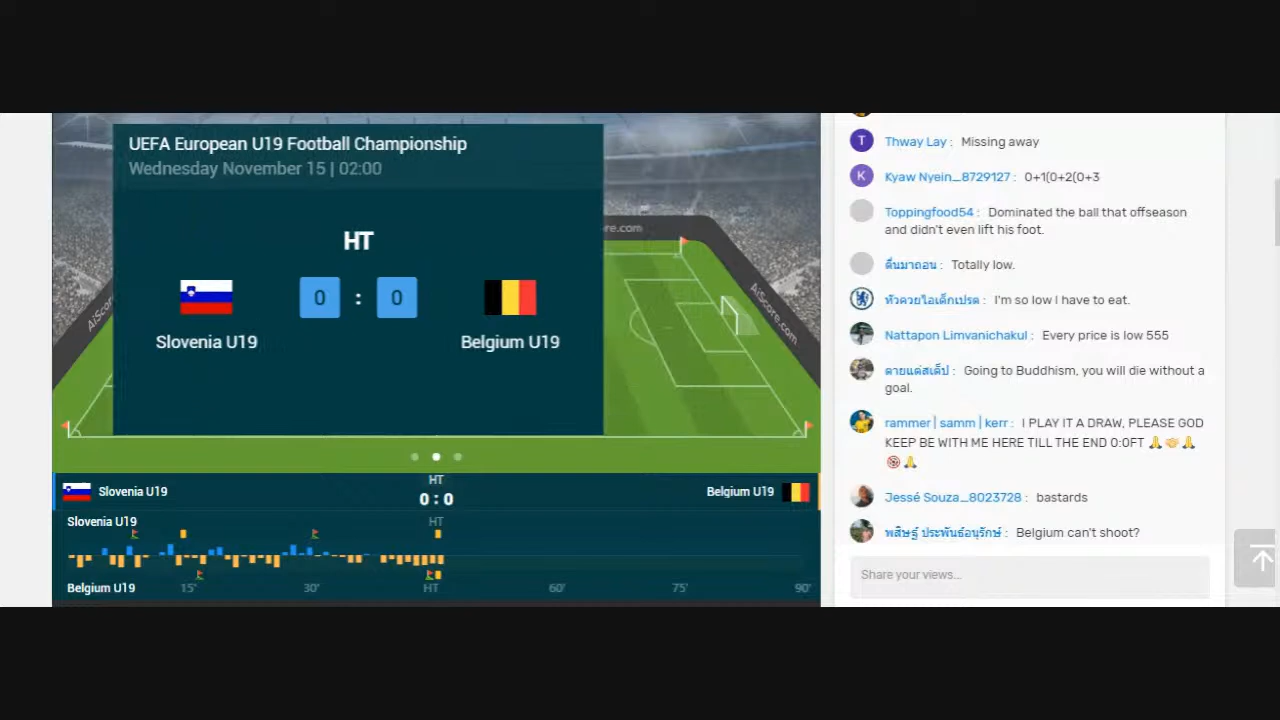 UEFA European U19 Football Championship
Wednesday November 15 | 02:00
HT
0 : 0
Slovenia U19
Belgium U19
re.com
AiScore.com
Slovenia U19
HT
0 : 0
Belgium U19
Slovenia U19
HT
Belgium U19
15'
30'
HT
60'
75'
90'
T
Thway Lay : Missing away
K
Kyaw Nyein_8729127 : 0+1(0+2(0+3
Toppingfood54 : Dominated the ball that offseason
and didn't even lift his foot.
ตื่นมาถอน : Totally low.
หัวควยไอเด็กเปรต : I'm so low I have to eat.
Nattapon Limvanichakul : Every price is low 555
ตายแต่สเต็ป : Going to Buddhism, you will die without a
goal.
rammer | samm | kerr : I PLAY IT A DRAW, PLEASE GOD
KEEP BE WITH ME HERE TILL THE END 0:0FT 🙏🤝🙏
🎯🙏
Jessé Souza_8023728 : bastards
พสิษฐ์ ประพันธ์อนุรักษ์ : Belgium can't shoot?
Share your views...